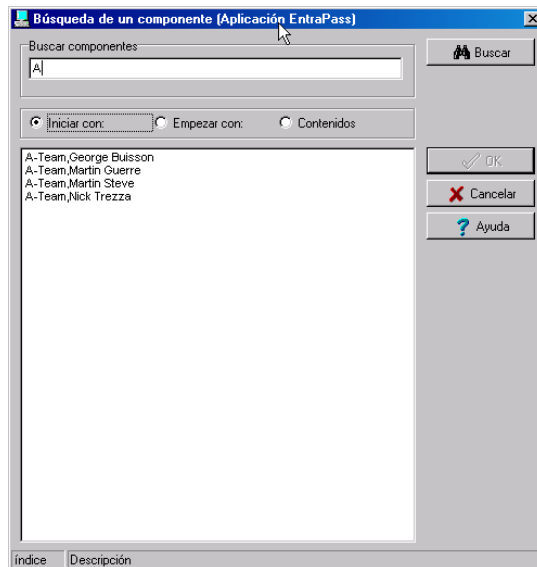 Búsqueda de un componente (Aplicación EntraPass)
Buscar componentes
A
Buscar
Iniciar con: Empezar con: Contenidos
A-Team,George Buisson
A-Team,Martin Guerre
A-Team,Martin Steve
A-Team,Nick Trezza
OK
Cancelar
Ayuda
índice Descripción